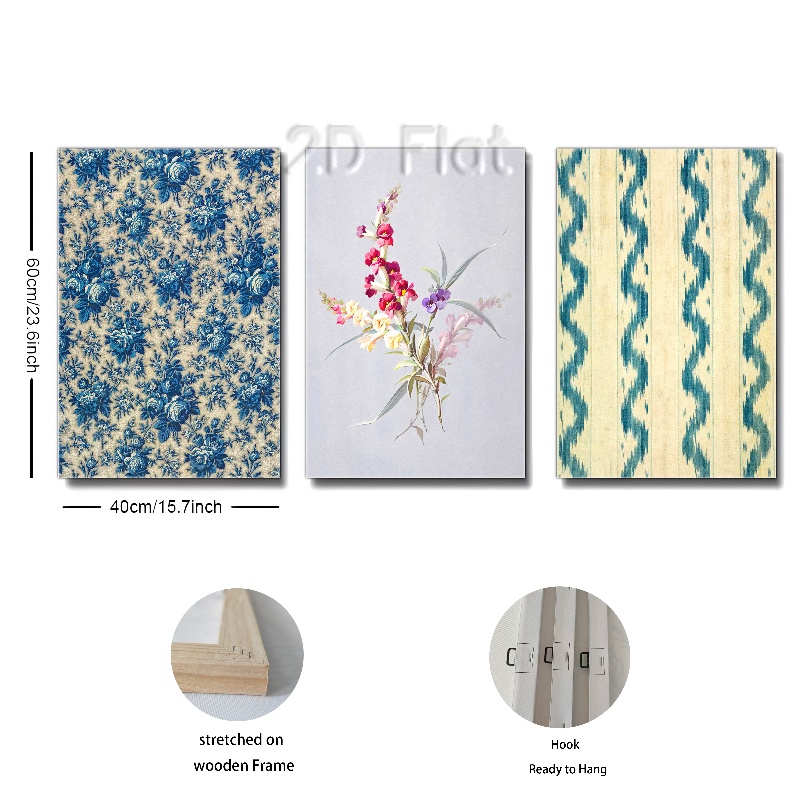 2D Flat
60cm/23.6inch
40cm/15.7inch
stretched on
wooden Frame
Hook
Ready to Hang